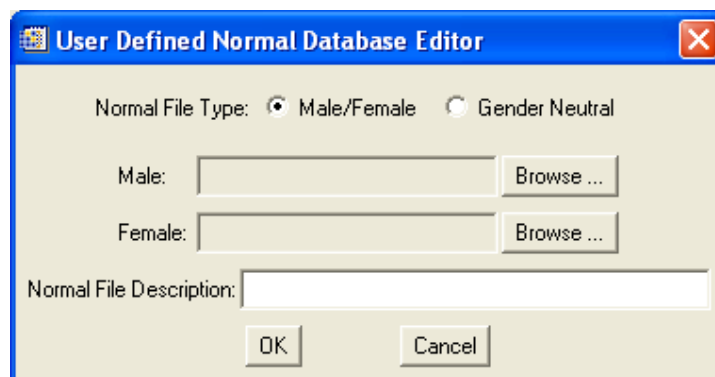 User Defined Normal Database Editor
Normal File Type: Male/Female Gender Neutral
Male: Browse ...
Female: Browse ...
Normal File Description:
OK Cancel